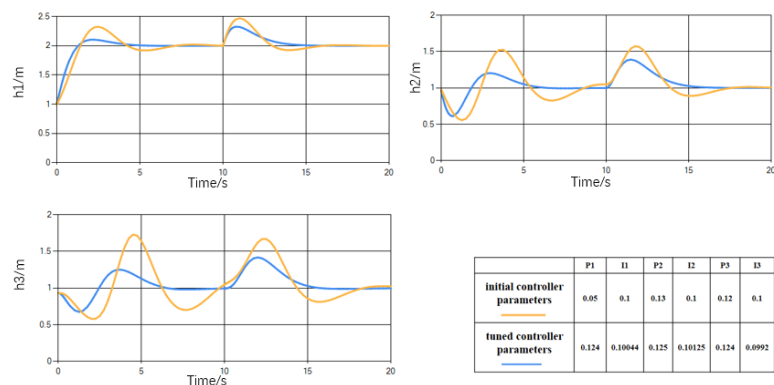 2.5
2
1.5
1
0.5
0
h1/m
0
5
10
15
20
Time/s
2
1.5
1
0.5
0
h2/m
0
5
10
15
20
Time/s
2
1.5
1
0.5
0
h3/m
0
5
10
15
20
Time/s
P1 I1 P2 I2 P3 I3
initial controller
parameters
0.05 0.1 0.13 0.1 0.12 0.1
tuned controller
parameters
0.124 0.10044 0.125 0.10125 0.124 0.0992